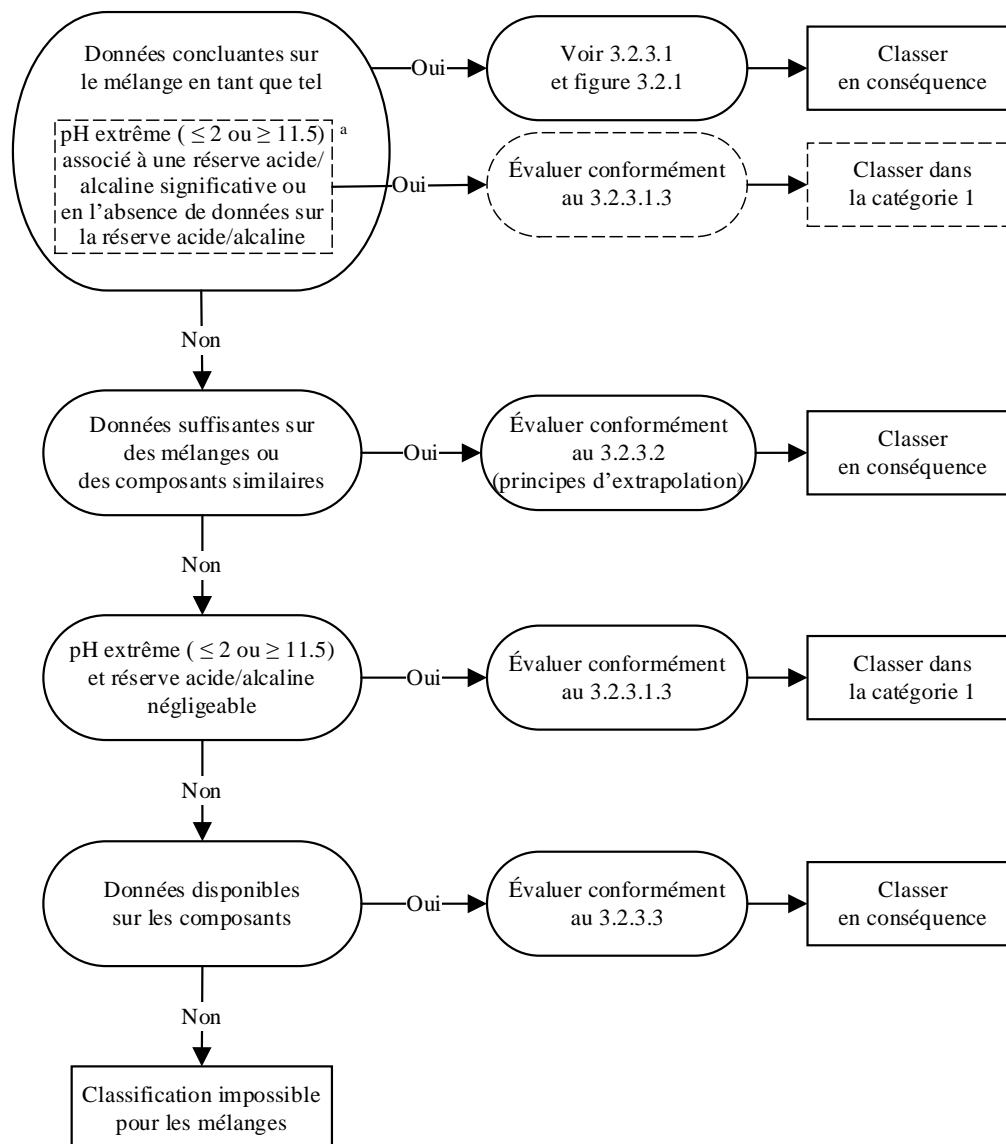 Données concluantes sur
le mélange en tant que tel
Oui
Voir 3.2.3.1
et figure 3.2.1
Classer
en conséquence
pH extrême ( ≤ 2 ou ≥ 11.5) a
associé à une réserve acide/
alcaline significative ou
en l’absence de données sur
la réserve acide/alcaline
Oui
Évaluer conformément
au 3.2.3.1.3
Classer dans
la catégorie 1
Non
Données suffisantes sur
des mélanges ou
des composants similaires
Oui
Évaluer conformément
au 3.2.3.2
(principes d’extrapolation)
Classer
en conséquence
Non
pH extrême ( ≤ 2 ou ≥ 11.5)
et réserve acide/alcaline
négligeable
Oui
Évaluer conformément
au 3.2.3.1.3
Classer dans
la catégorie 1
Non
Données disponibles
sur les composants
Oui
Évaluer conformément
au 3.2.3.3
Classer
en conséquence
Non
Classification impossible
pour les mélanges